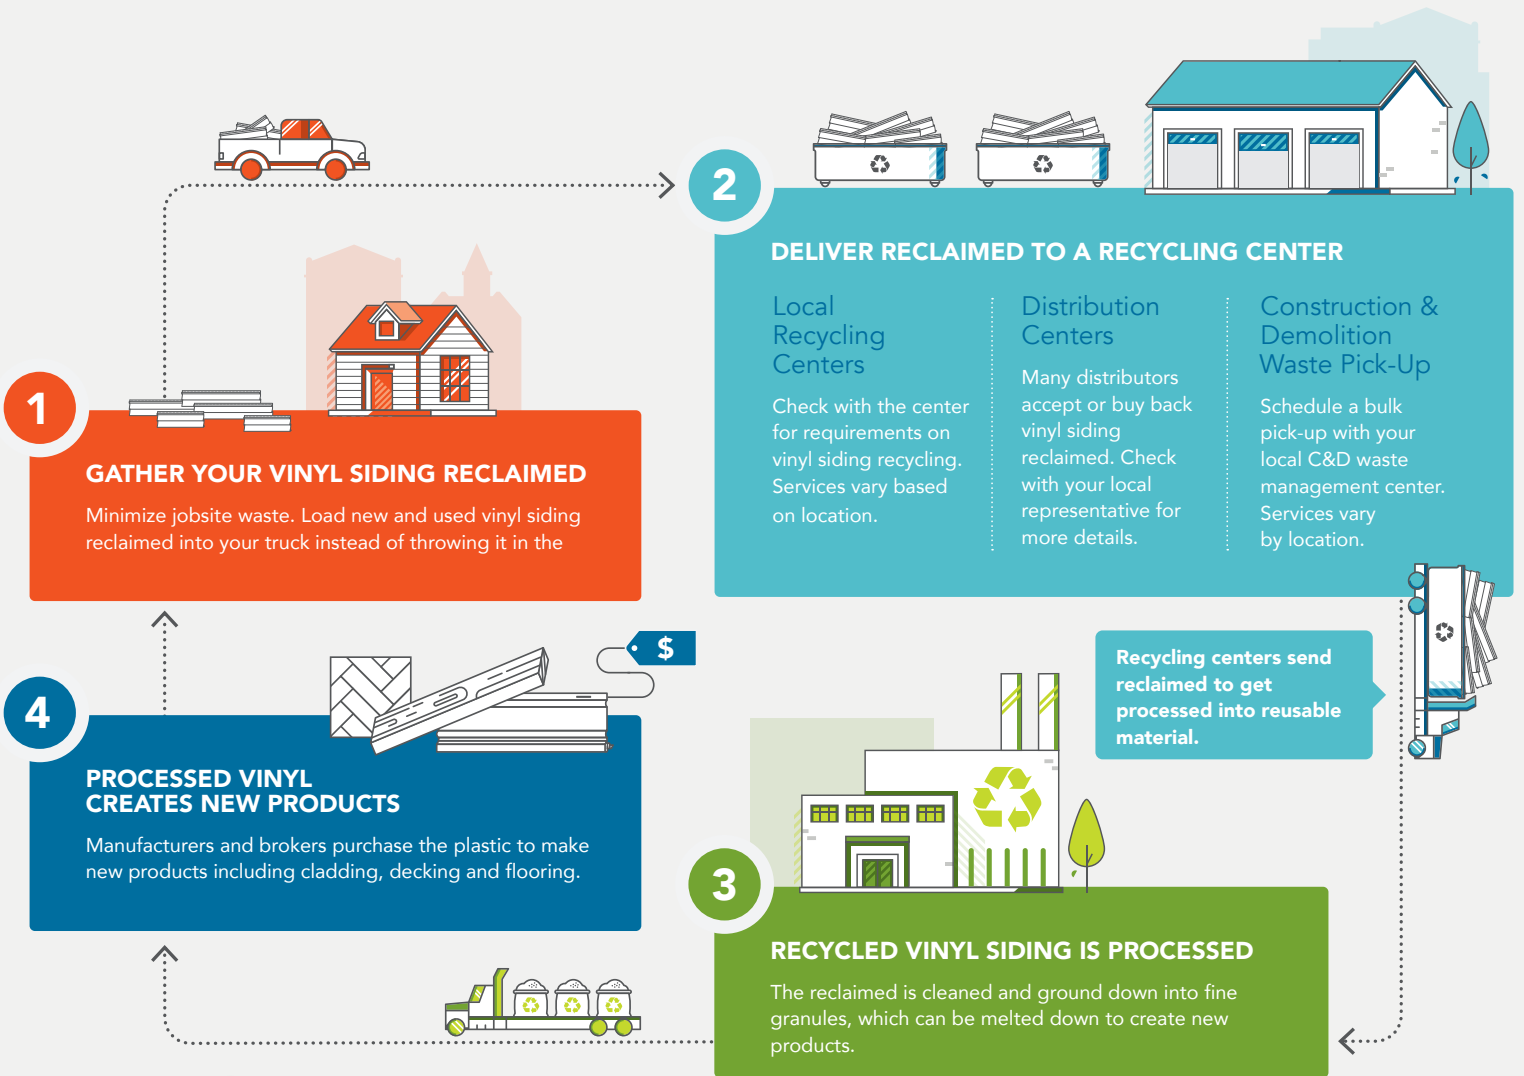 1
GATHER YOUR VINYL SIDING RECLAIMED
Minimize jobsite waste. Load new and used vinyl siding
reclaimed into your truck instead of throwing it in the
2
DELIVER RECLAIMED TO A RECYCLING CENTER
Local
Recycling
Centers
Check with the center
for requirements on
vinyl siding recycling.
Services vary based
on location.
Distribution
Centers
Many distributors
accept or buy back
vinyl siding
reclaimed. Check
with your local
representative for
more details.
Construction &
Demolition
Waste Pick-Up
Schedule a bulk
pick-up with your
local C&D waste
management center.
Services vary
by location.
Recycling centers send
reclaimed to get
processed into reusable
material.
3
RECYCLED VINYL SIDING IS PROCESSED
The reclaimed is cleaned and ground down into fine
granules, which can be melted down to create new
products.
4
$
PROCESSED VINYL
CREATES NEW PRODUCTS
Manufacturers and brokers purchase the plastic to make
new products including cladding, decking and flooring.